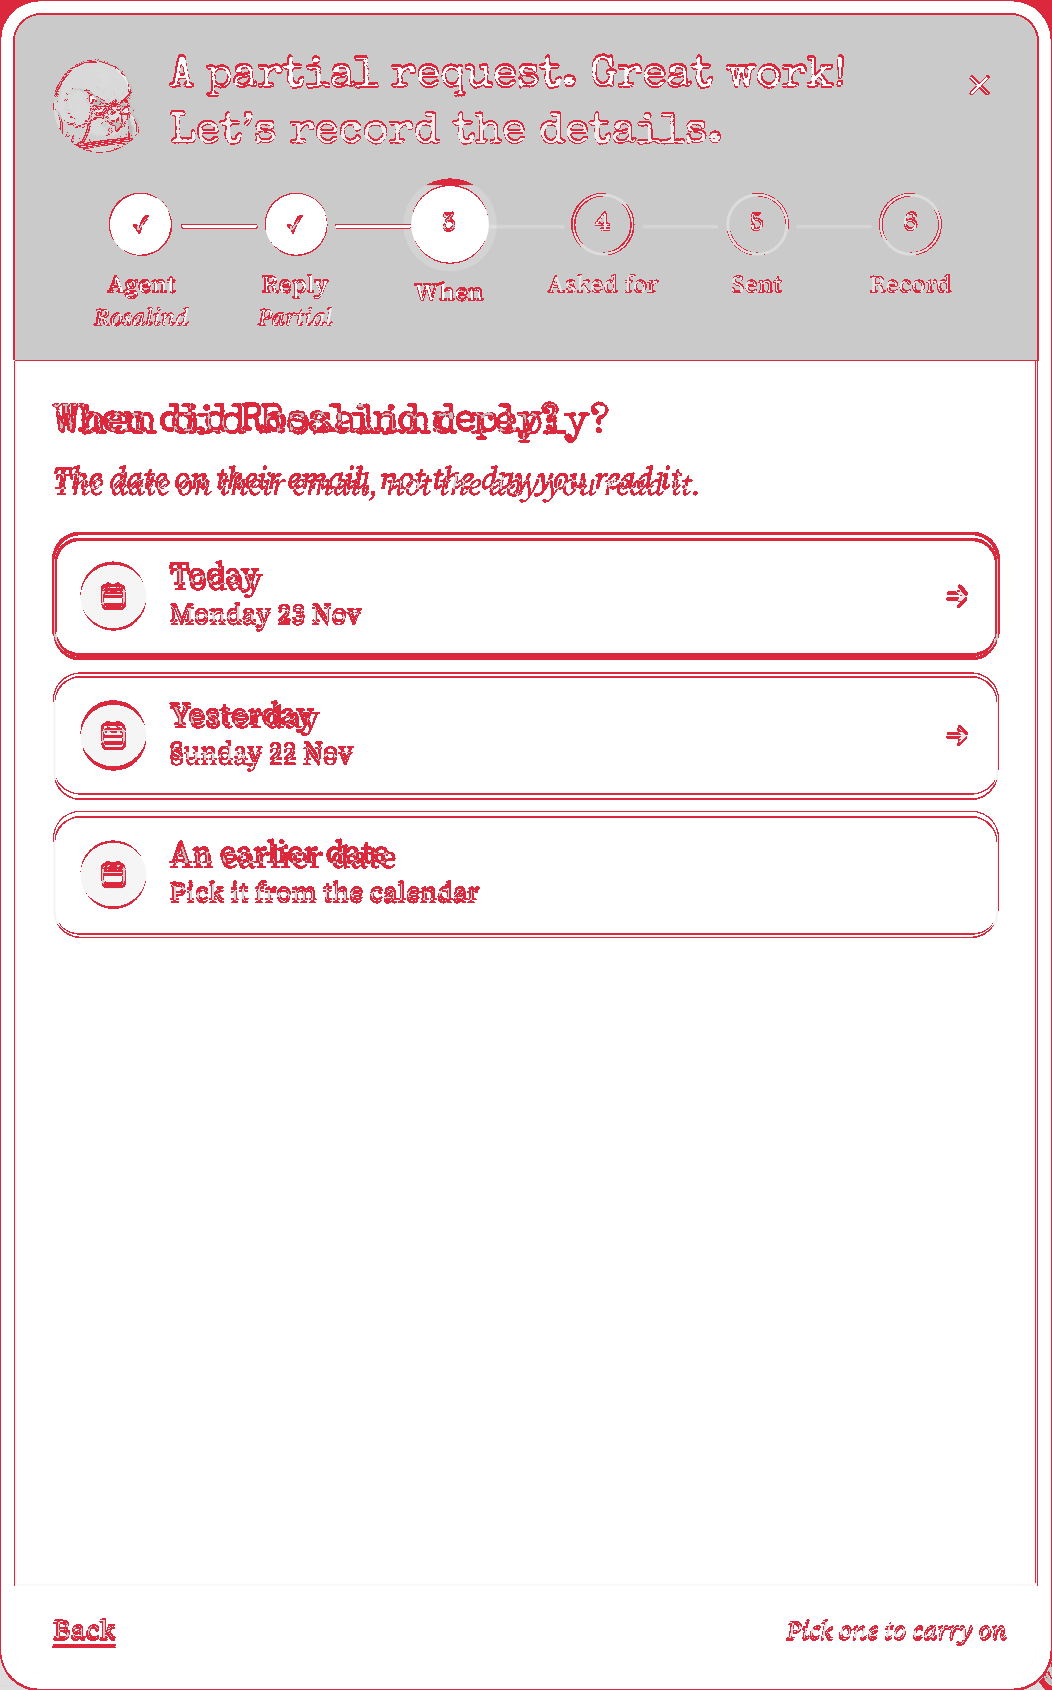 A partial request. Great work!
Let's record the details.
✓ ✓ 3 4 5 6
Agent Reply When Asked for Sent Record
Rosalind Partial
When did Rosalind reply?
The date on their email, not the day you read it.
Today
Monday 23 Nov
Yesterday
Sunday 22 Nov
An earlier date
Pick it from the calendar
Back
Pick one to carry on